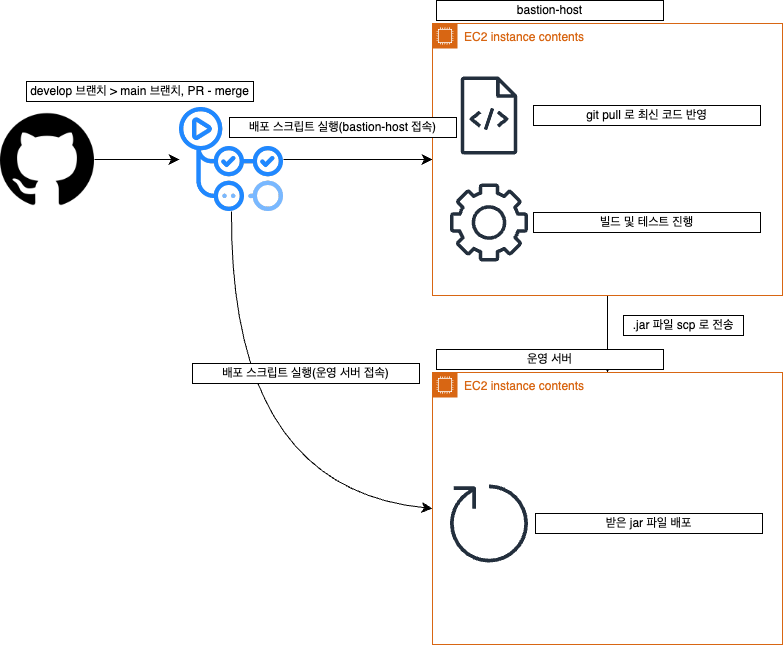 bastion-host
EC2 instance contents
develop 브랜치 > main 브랜치, PR - merge
배포 스크립트 실행(bastion-host 접속)
git pull 로 최신 코드 반영
빌드 및 테스트 진행
.jar 파일 scp 로 전송
운영 서버
배포 스크립트 실행(운영 서버 접속)
EC2 instance contents
받은 jar 파일 배포